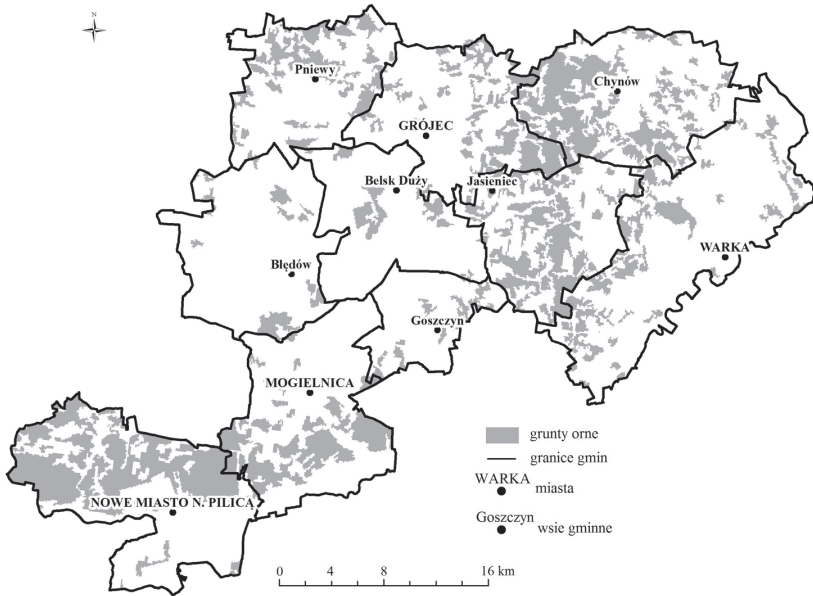 N
Pniewy
Chynów
GRÓJEC
Belsk Duży
Jasieniec
WARKA
Błędów
Goszczyn
MOGIELNICA
NOWE MIASTO N. PILICĄ
grunty orne
granice gmin
WARKA
miasta
Goszczyn
wsie gminne
0 4 8 16 km